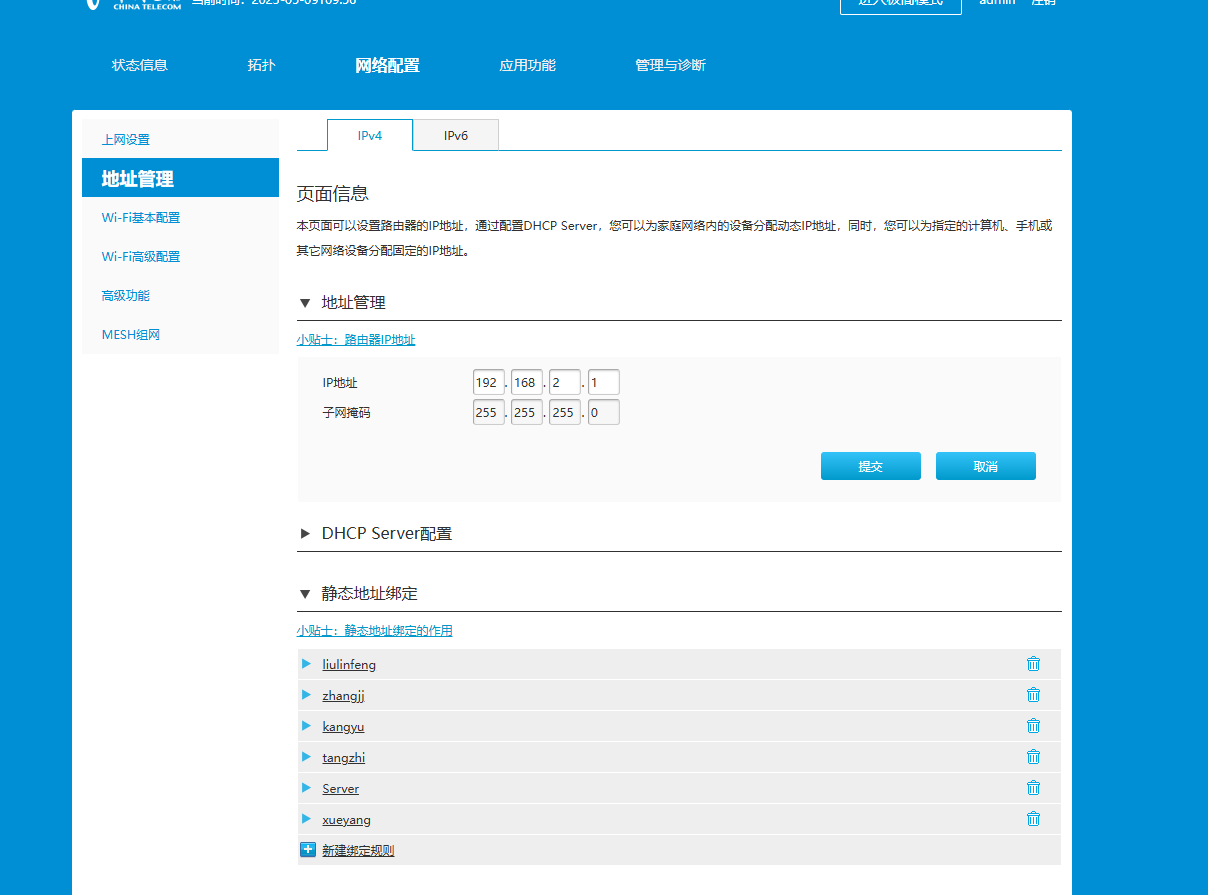 CHINA TELECOM
admin
状态信息 拓扑 网络配置 应用功能 管理与诊断
上网设置
地址管理
Wi-Fi基本配置
Wi-Fi高级配置
高级功能
MESH组网
IPv4 IPv6
页面信息
本页面可以设置路由器的IP地址，通过配置DHCP Server，您可以为家庭网络内的设备分配动态IP地址，同时，您可以为指定的计算机、手机或
其它网络设备分配固定的IP地址。
地址管理
小贴士：路由器IP地址
IP地址 192 . 168 . 2 . 1
子网掩码 255 . 255 . 255 . 0
提交 取消
DHCP Server配置
静态地址绑定
小贴士：静态地址绑定的作用
liulinfeng
zhangjj
kangyu
tangzhi
Server
xueyang
新建绑定规则